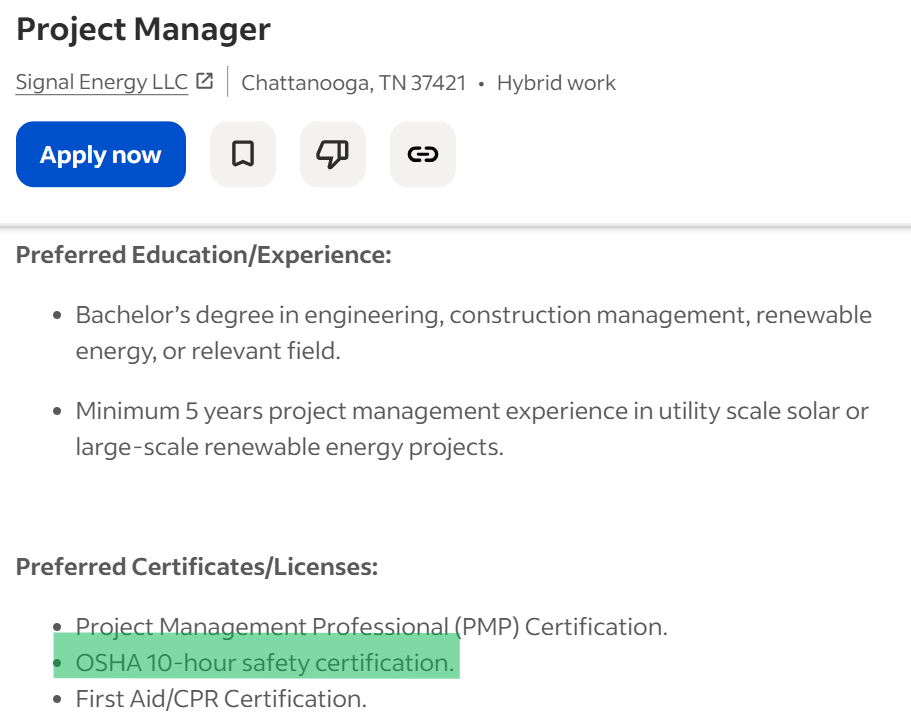 Project Manager
Signal Energy LLC Chattanooga, TN 37421 • Hybrid work
Apply now
Preferred Education/Experience:
• Bachelor’s degree in engineering, construction management, renewable
energy, or relevant field.
• Minimum 5 years project management experience in utility scale solar or
large-scale renewable energy projects.
Preferred Certificates/Licenses:
• Project Management Professional (PMP) Certification.
• OSHA 10-hour safety certification.
• First Aid/CPR Certification.